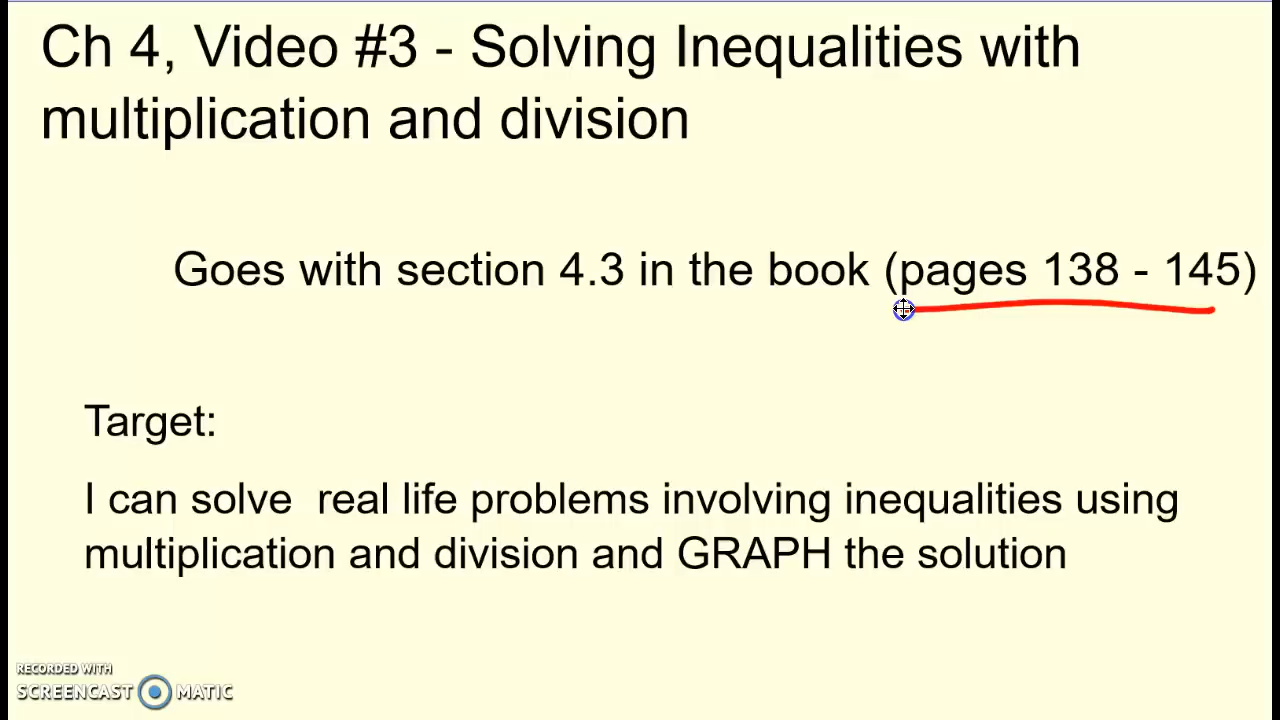 Ch 4, Video #3 - Solving Inequalities with
multiplication and division
Goes with section 4.3 in the book (pages 138 - 145)
Target:
I can solve  real life problems involving inequalities using
multiplication and division and GRAPH the solution
RECORDED WITH
SCREENCAST MATIC